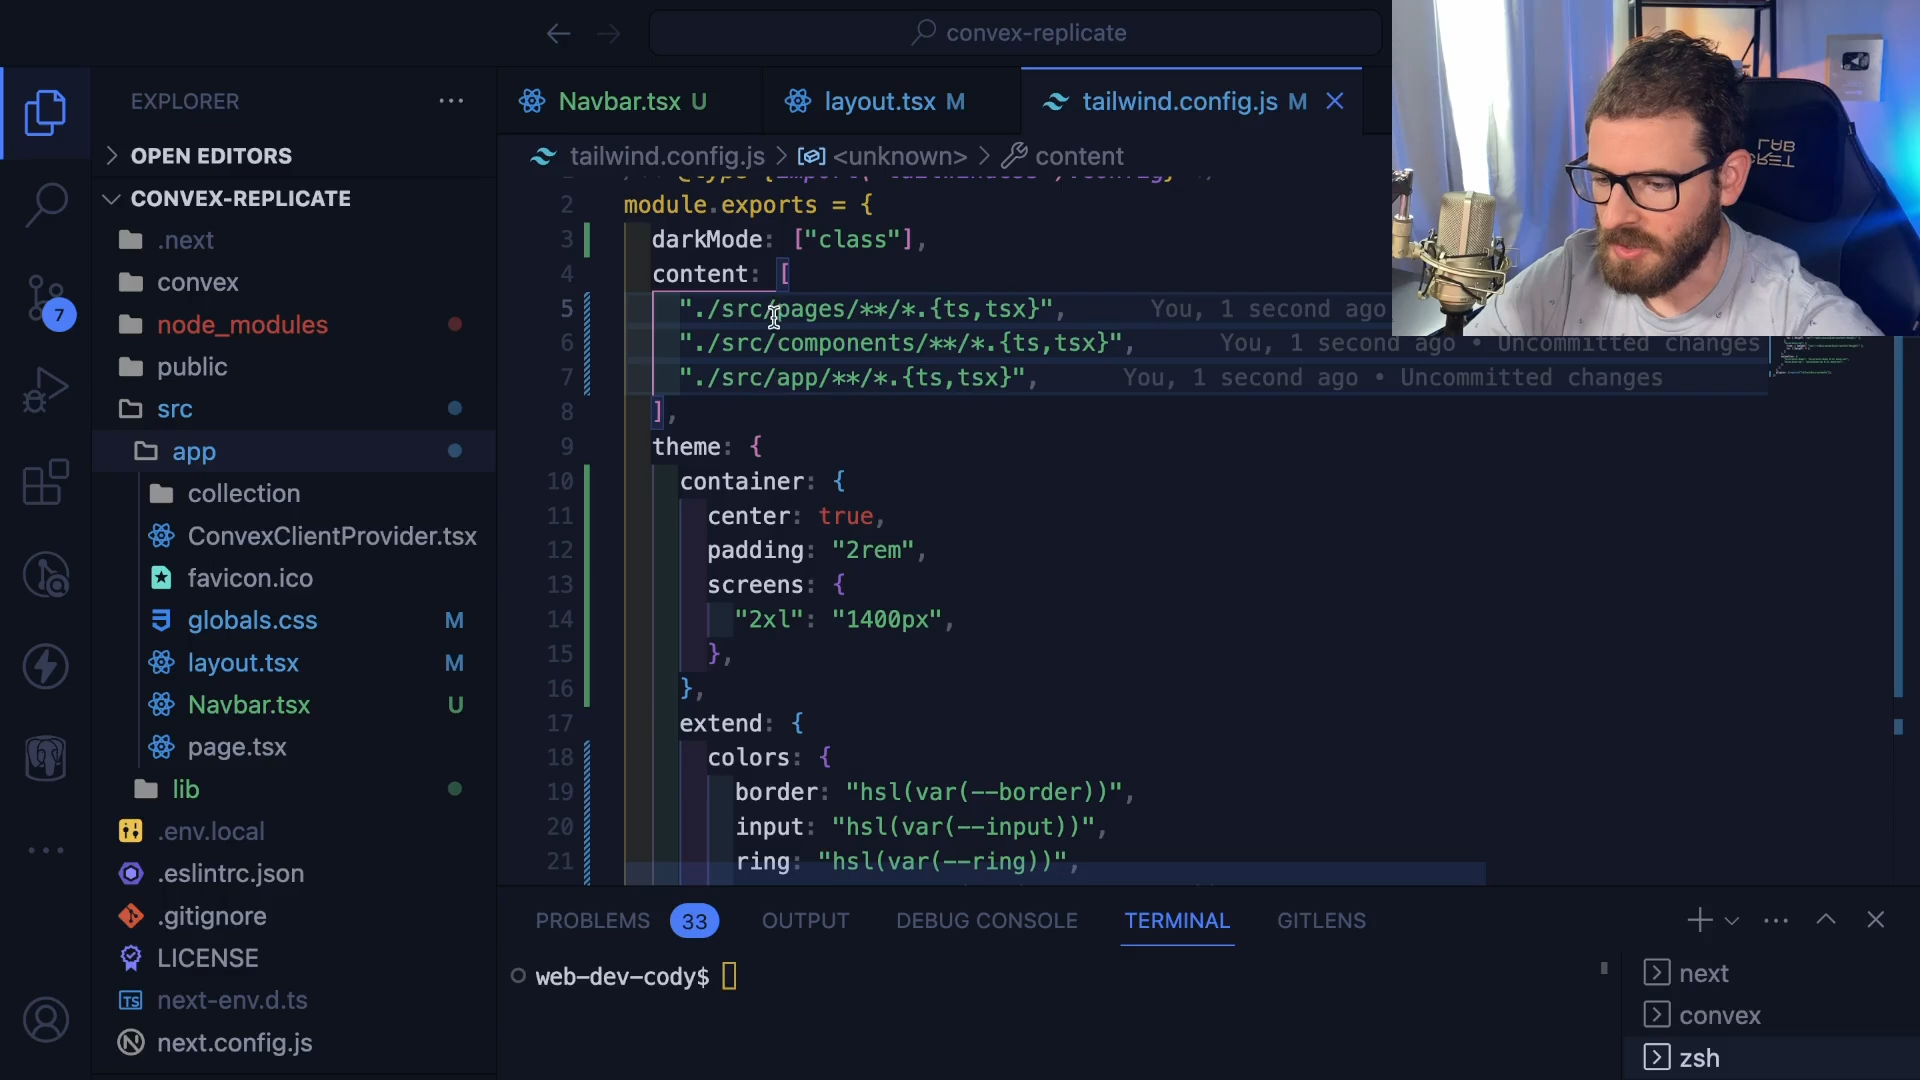 convex-replicate
EXPLORER
OPEN EDITORS
CONVEX-REPLICATE
.next
convex
node_modules
public
src
app
collection
ConvexClientProvider.tsx
favicon.ico
globals.css M
layout.tsx M
Navbar.tsx U
page.tsx
lib
.env.local
.eslintrc.json
.gitignore
LICENSE
TS next-env.d.ts
next.config.js
7
Navbar.tsx U
layout.tsx M
tailwind.config.js M
tailwind.config.js > <unknown> > content
2 module.exports = {
3 darkMode: ["class"],
4 content: [
5 "./src/pages/**/*.{ts,tsx}", You, 1 second ago
6 "./src/components/**/*.{ts,tsx}", You, 1 second ago • Uncommitted changes
7 "./src/app/**/*.{ts,tsx}", You, 1 second ago • Uncommitted changes
8 ],
9 theme: {
10 container: {
11 center: true,
12 padding: "2rem",
13 screens: {
14 "2xl": "1400px",
15 },
16 },
17 extend: {
18 colors: {
19 border: "hsl(var(--border))",
20 input: "hsl(var(--input))",
21 ring: "hsl(var(--ring))",
PROBLEMS 33 OUTPUT DEBUG CONSOLE TERMINAL GITLENS
web-dev-cody$
next
convex
zsh